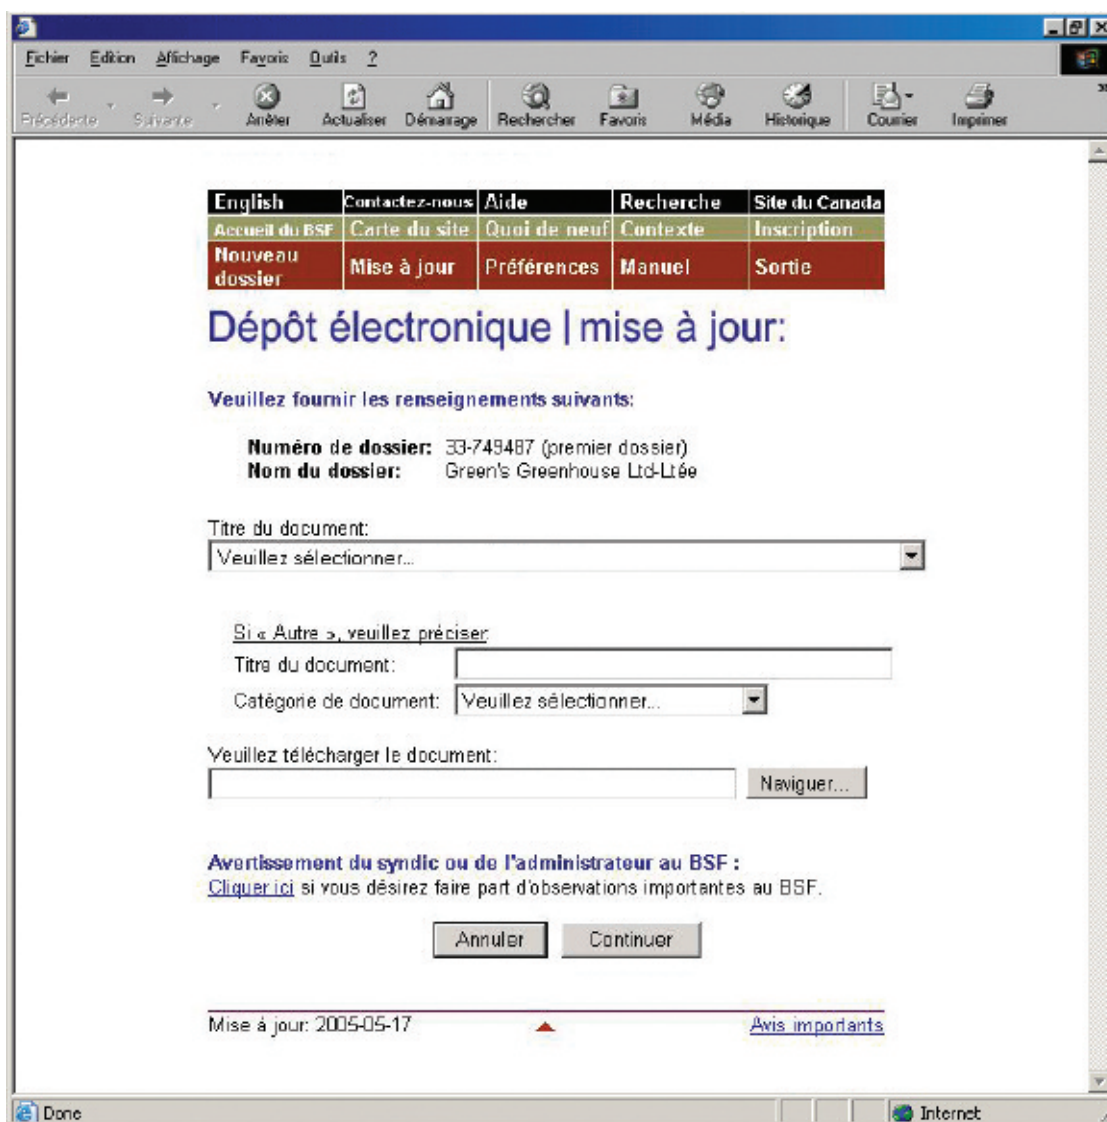 Fichier Edition Affichage Favoris Outils ?
Précédente Suivante Arrêter Actualiser Démarrage Rechercher Favoris Média Historique Courrier Imprimer
English Contactez-nous Aide Recherche Site du Canada
Accueil du BSF Carte du site Quoi de neuf Contexte Inscription
Nouveau dossier Mise à jour Préférences Manuel Sortie
Dépôt électronique | mise à jour:
Veuillez fournir les renseignements suivants:
Numéro de dossier: 33-749487 (premier dossier)
Nom du dossier: Green's Greenhouse Ltd-Ltée
Titre du document:
Veuillez sélectionner...
Si « Autre », veuillez préciser:
Titre du document:
Catégorie de document: Veuillez sélectionner...
Veuillez télécharger le document:
Naviguer...
Avertissement du syndic ou de l'administrateur au BSF :
Cliquer ici si vous désirez faire part d'observations importantes au BSF.
Annuler Continuer
Mise à jour: 2005-05-17 Avis importants
Done Internet